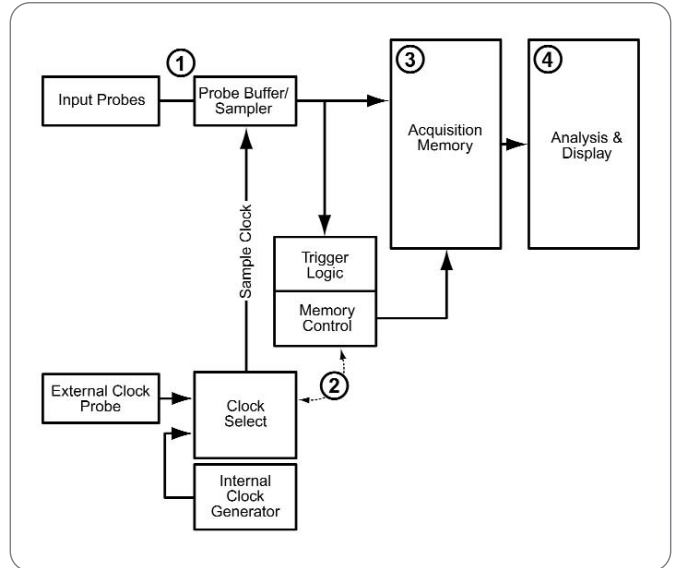 1
Input Probes
Probe Buffer/
Sampler
3
Acquisition
Memory
4
Analysis &
Display
Sample Clock
Trigger
Logic
Memory
Control
2
External Clock
Probe
Clock
Select
Internal
Clock
Generator